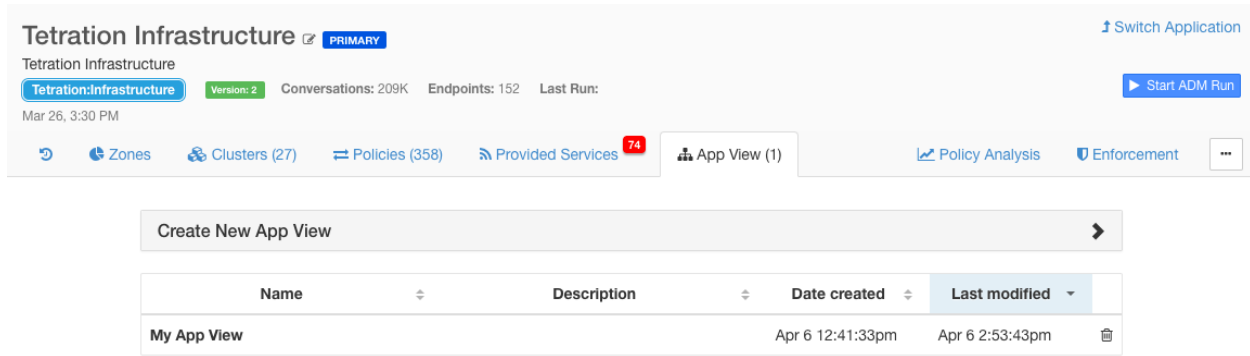 Tetration Infrastructure PRIMARY
Switch Application
Tetration Infrastructure
Tetration:Infrastructure Version: 2 Conversations: 209K Endpoints: 152 Last Run:
Start ADM Run
Mar 26, 3:30 PM
Zones Clusters (27) Policies (358) Provided Services 74 App View (1) Policy Analysis Enforcement
Create New App View
Name Description Date created Last modified
My App View Apr 6 12:41:33pm Apr 6 2:53:43pm